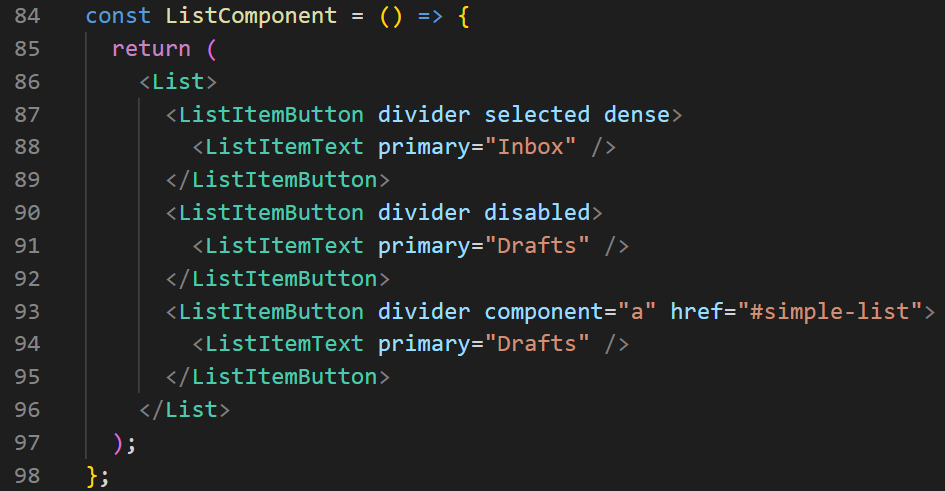 84 const ListComponent = () => {
85 return (
86 <List>
87 <ListItemButton divider selected dense>
88 <ListItemText primary="Inbox" />
89 </ListItemButton>
90 <ListItemButton divider disabled>
91 <ListItemText primary="Drafts" />
92 </ListItemButton>
93 <ListItemButton divider component="a" href="#simple-list">
94 <ListItemText primary="Drafts" />
95 </ListItemButton>
96 </List>
97 );
98 };